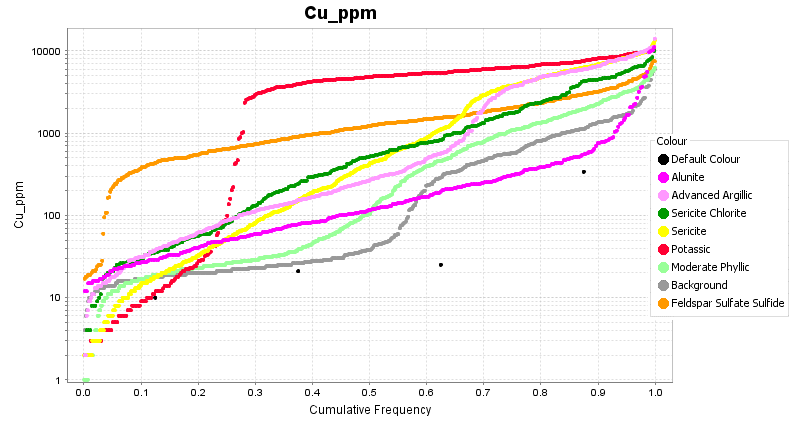 Cu_ppm
Cu_ppm
10000
1000
100
10
1
0.0 0.1 0.2 0.3 0.4 0.5 0.6 0.7 0.8 0.9 1.0
Cumulative Frequency
Colour
Default Colour
Alunite
Advanced Argillic
Sericite Chlorite
Sericite
Potassic
Moderate Phyllic
Background
Feldspar Sulfate Sulfide